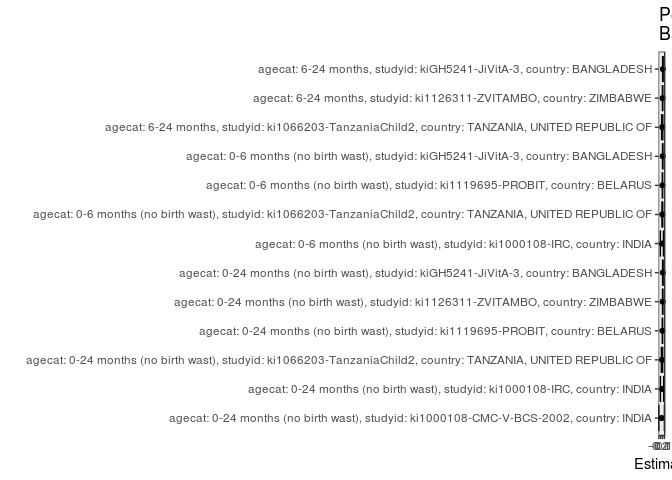 P
B
agecat: 6-24 months, studyid: kiGH5241-JiVitA-3, country: BANGLADESH
agecat: 6-24 months, studyid: ki1126311-ZVITAMBO, country: ZIMBABWE
agecat: 6-24 months, studyid: ki1066203-TanzaniaChild2, country: TANZANIA, UNITED REPUBLIC OF
agecat: 0-6 months (no birth wast), studyid: kiGH5241-JiVitA-3, country: BANGLADESH
agecat: 0-6 months (no birth wast), studyid: ki1119695-PROBIT, country: BELARUS
agecat: 0-6 months (no birth wast), studyid: ki1066203-TanzaniaChild2, country: TANZANIA, UNITED REPUBLIC OF
agecat: 0-6 months (no birth wast), studyid: ki1000108-IRC, country: INDIA
agecat: 0-24 months (no birth wast), studyid: kiGH5241-JiVitA-3, country: BANGLADESH
agecat: 0-24 months (no birth wast), studyid: ki1126311-ZVITAMBO, country: ZIMBABWE
agecat: 0-24 months (no birth wast), studyid: ki1119695-PROBIT, country: BELARUS
agecat: 0-24 months (no birth wast), studyid: ki1066203-TanzaniaChild2, country: TANZANIA, UNITED REPUBLIC OF
agecat: 0-24 months (no birth wast), studyid: ki1000108-IRC, country: INDIA
agecat: 0-24 months (no birth wast), studyid: ki1000108-CMC-V-BCS-2002, country: INDIA
Estima